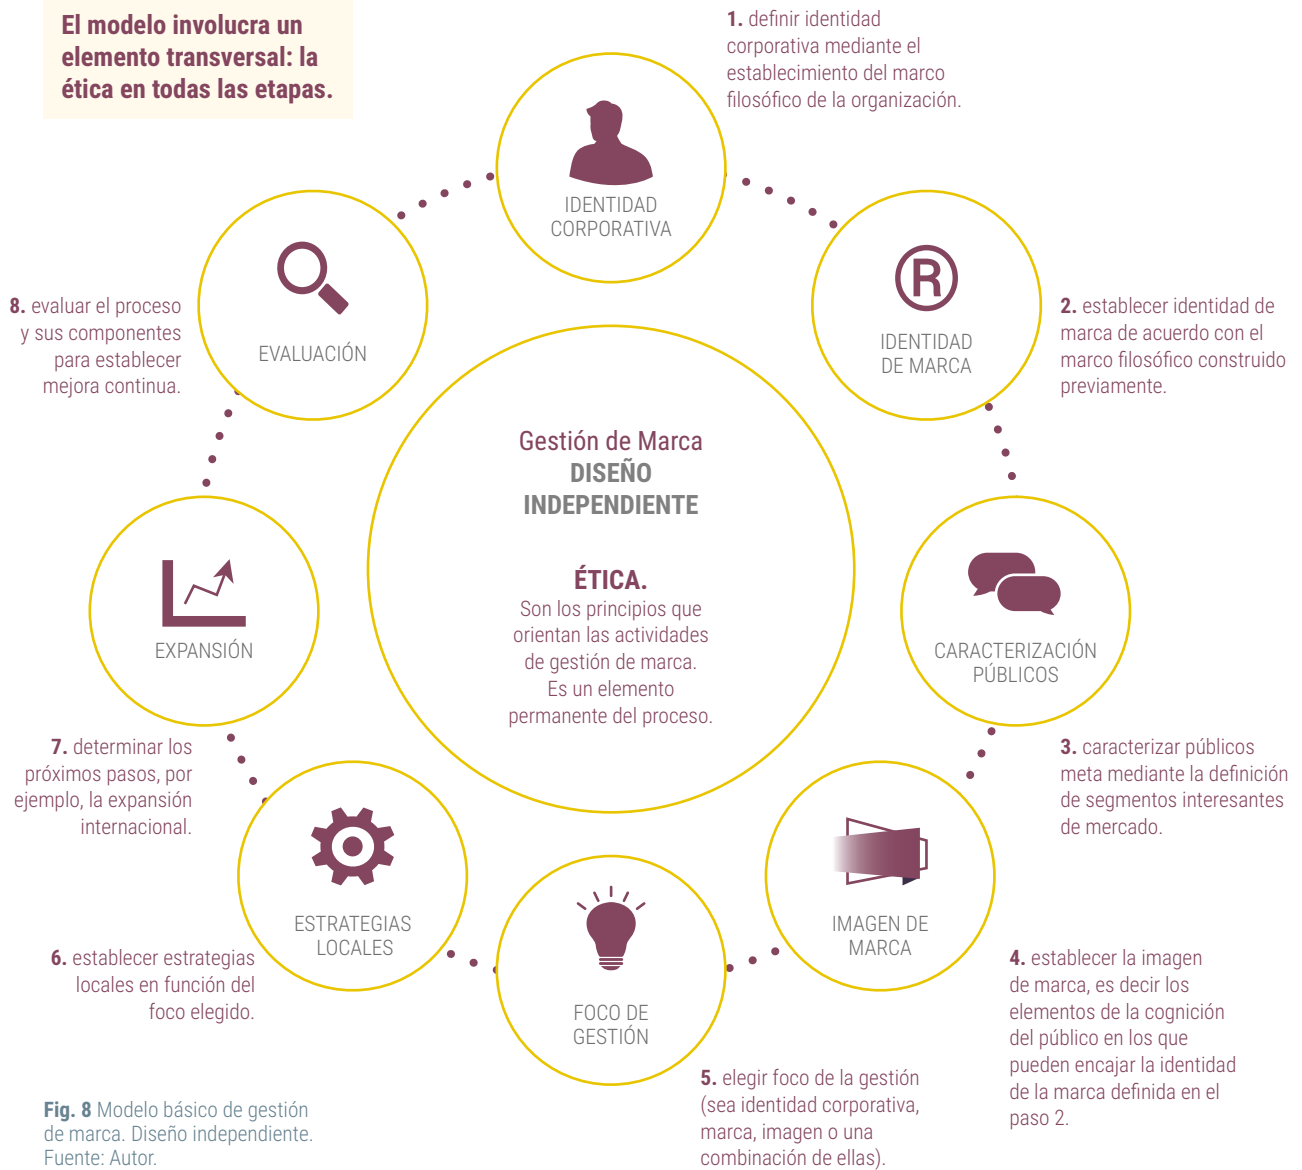 El modelo involucra un
elemento transversal: la
ética en todas las etapas.
1. definir identidad
corporativa mediante el
establecimiento del marco
filosófico de la organización.
IDENTIDAD
CORPORATIVA
®
IDENTIDAD
DE MARCA
2. establecer identidad de
marca de acuerdo con el
marco filosófico construido
previamente.
CARACTERIZACIÓN
PÚBLICOS
3. caracterizar públicos
meta mediante la definición
de segmentos interesantes
de mercado.
IMAGEN DE
MARCA
4. establecer la imagen
de marca, es decir los
elementos de la cognición
del público en los que
pueden encajar la identidad
de la marca definida en el
paso 2.
FOCO DE
GESTIÓN
5. elegir foco de la gestión
(sea identidad corporativa,
marca, imagen o una
combinación de ellas).
ESTRATEGIAS
LOCALES
6. establecer estrategias
locales en función del
foco elegido.
EXPANSIÓN
7. determinar los
próximos pasos, por
ejemplo, la expansión
internacional.
EVALUACIÓN
8. evaluar el proceso
y sus componentes
para establecer
mejora continua.
Gestión de Marca
DISEÑO
INDEPENDIENTE
ÉTICA.
Son los principios que
orientan las actividades
de gestión de marca.
Es un elemento
permanente del proceso.
Fig. 8 Modelo básico de gestión
de marca. Diseño independiente.
Fuente: Autor.